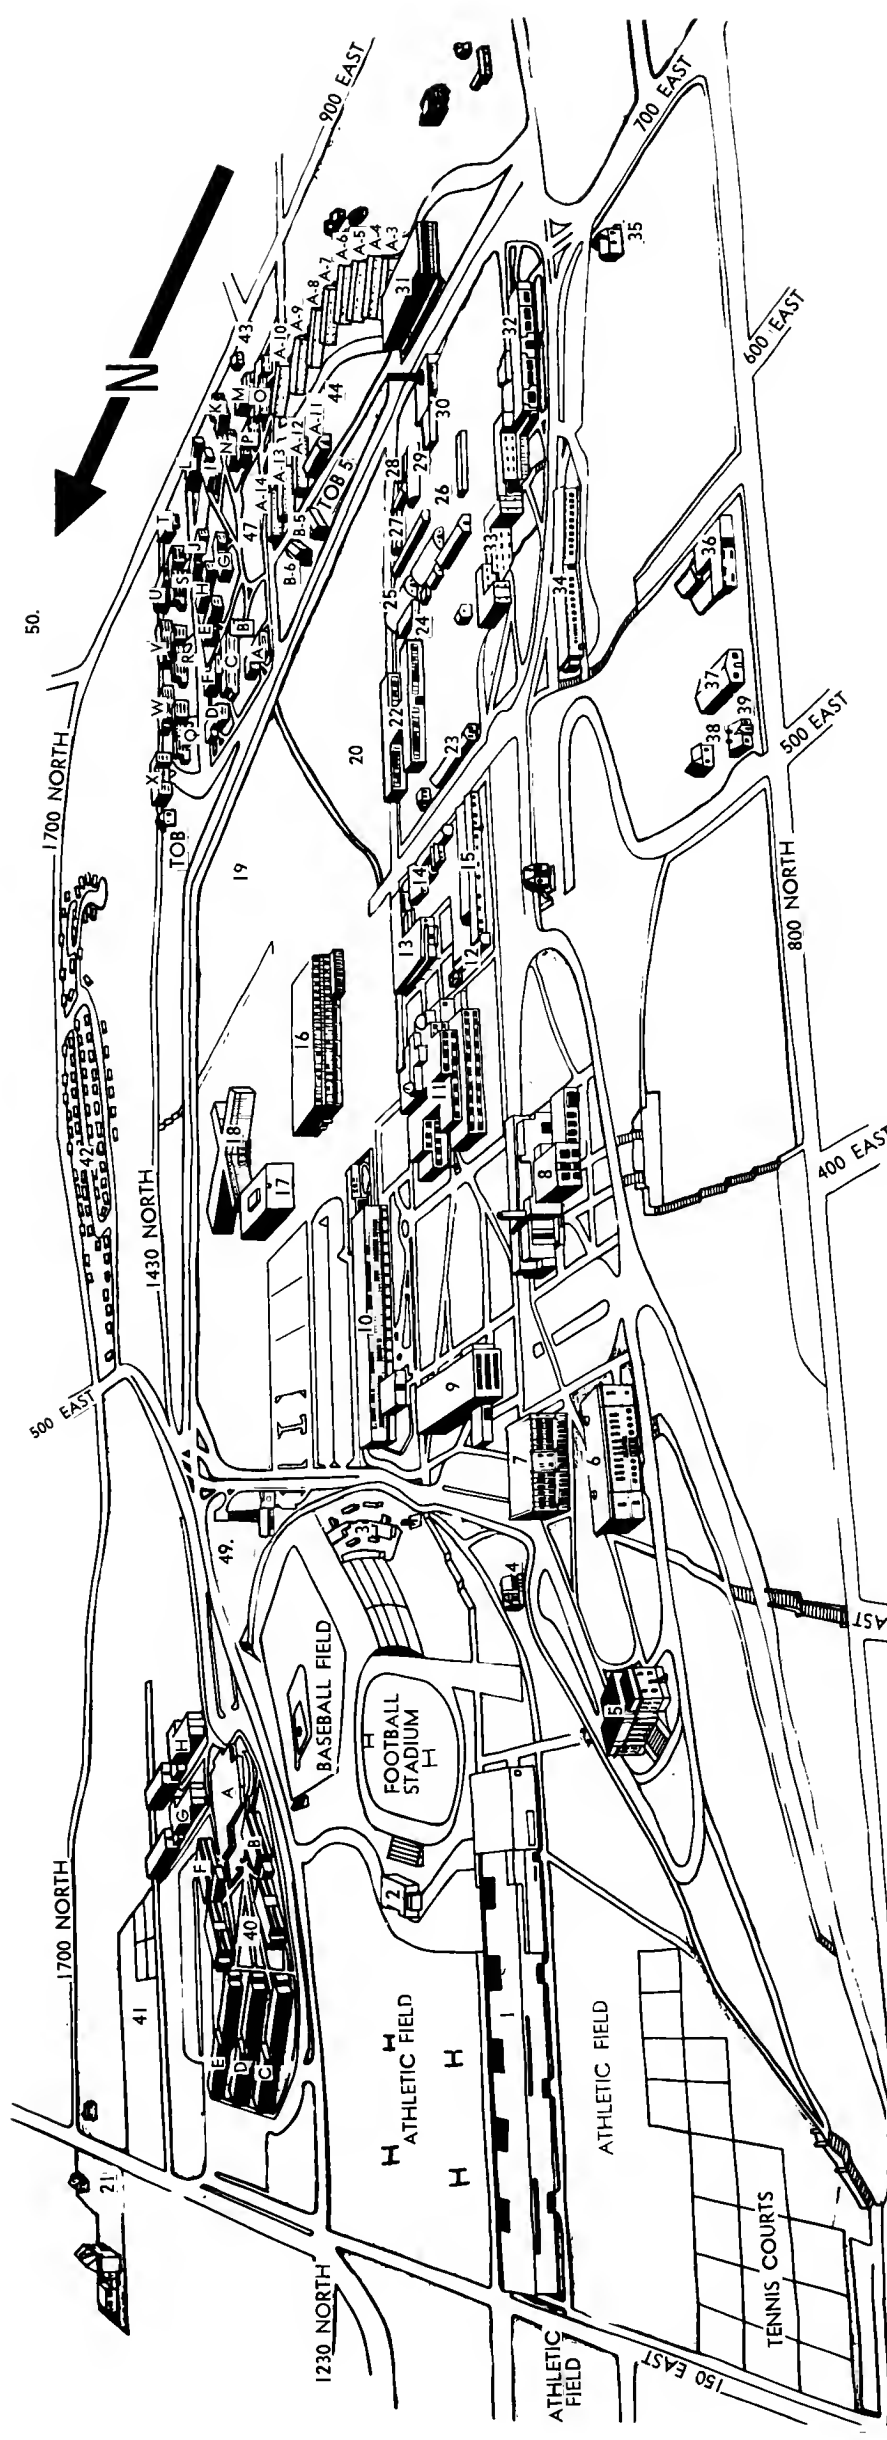 900 EAST
700 EAST
600 EAST
500 EAST
400 EAST
EAST
150 EAST
800 NORTH
N
50.
1700 NORTH
1430 NORTH
500 EAST
1700 NORTH
1230 NORTH
43
A-3
A-4
A-5
A-6
A-7
A-8
A-9
A-10
A-11
A-12
A-13
A-14
B-5
B-6
TOB 5
44
47
K
M
O
L
I
N
P
T
J
S
G
U
H
E
B
V
R
F
C
A
W
Q
D
X
TOB
31
30
32
35
28
29
27
26
25
33
34
36
24
22
23
20
37
38
39
19
14
15
13
12
16
11
18
17
8
10
9
7
6
42
49.
3
4
5
BASEBALL FIELD
FOOTBALL
STADIUM
2
1
H
G
A
F
B
40
E
D
C
41
21
ATHLETIC FIELD
ATHLETIC FIELD
ATHLETIC
FIELD
TENNIS COURTS